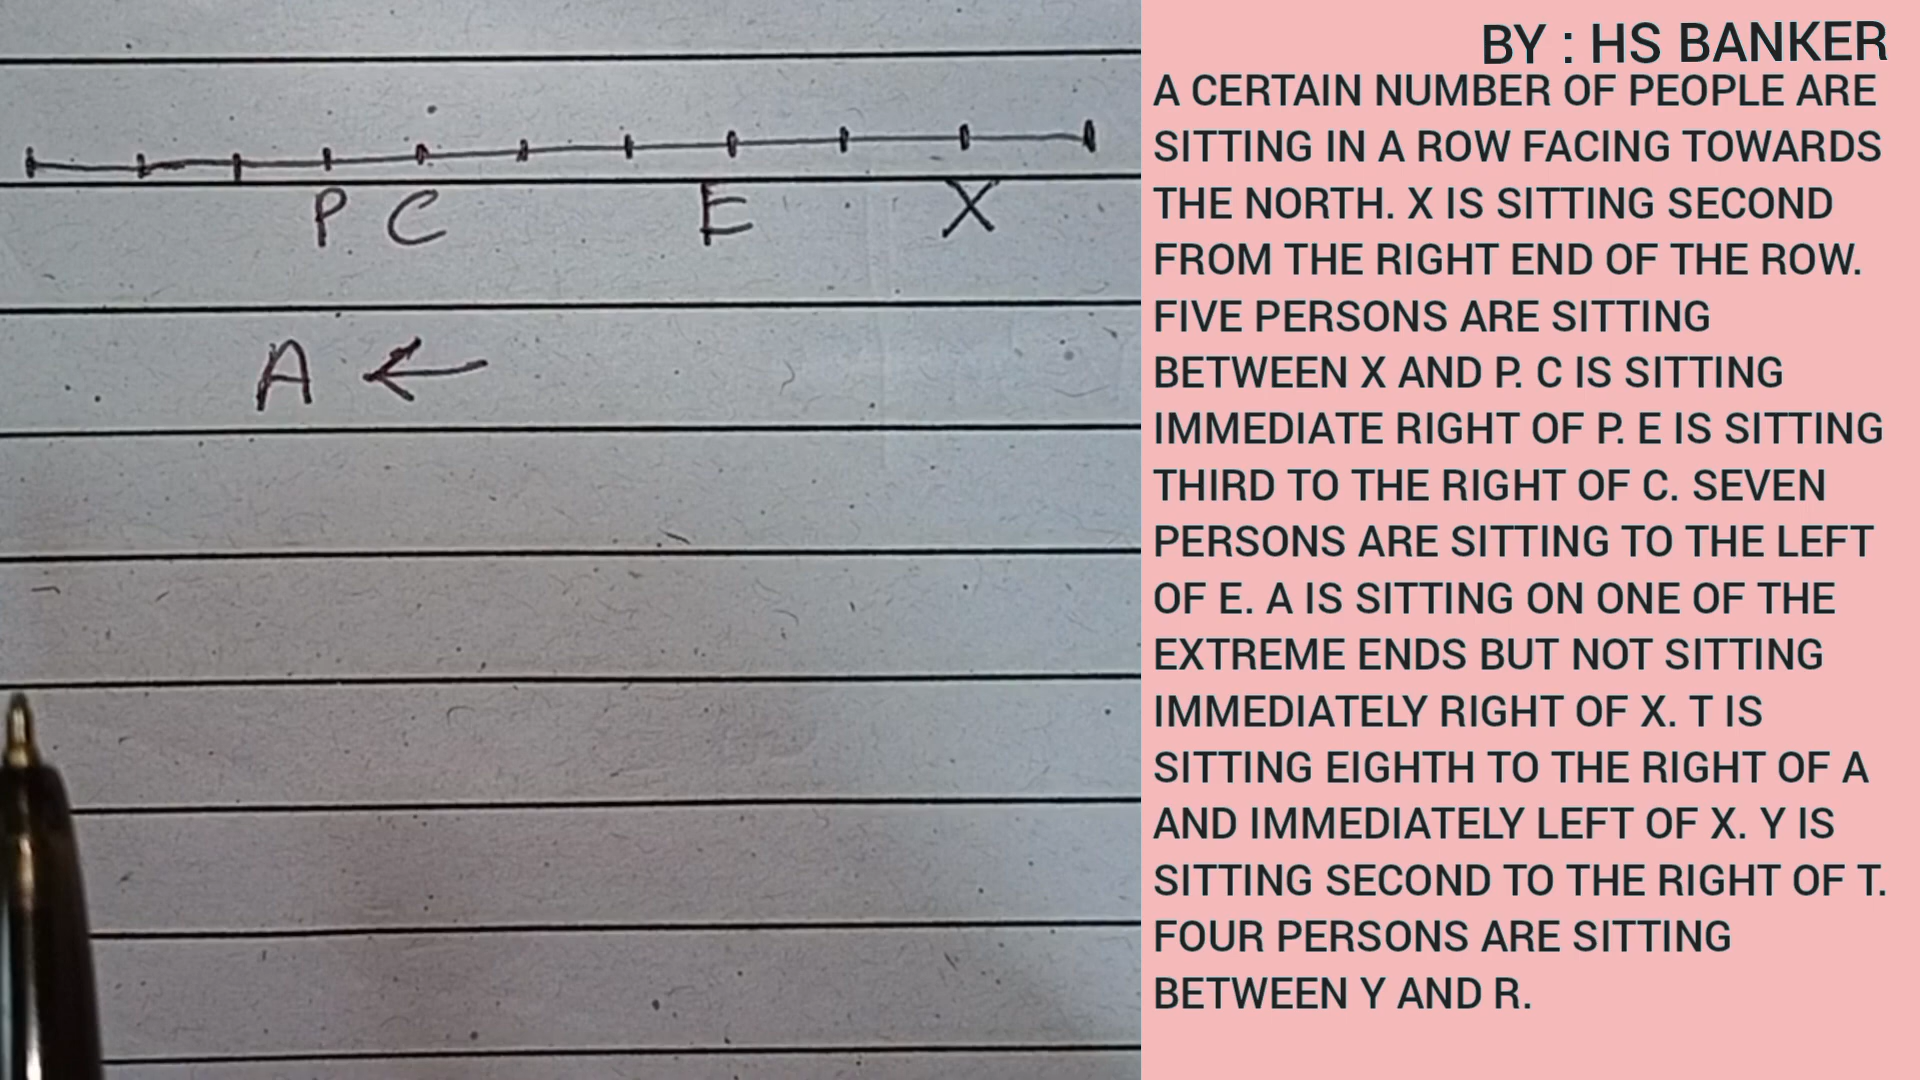 P C E X
A ←
BY : HS BANKER
A CERTAIN NUMBER OF PEOPLE ARE
SITTING IN A ROW FACING TOWARDS
THE NORTH. X IS SITTING SECOND
FROM THE RIGHT END OF THE ROW.
FIVE PERSONS ARE SITTING
BETWEEN X AND P. C IS SITTING
IMMEDIATE RIGHT OF P. E IS SITTING
THIRD TO THE RIGHT OF C. SEVEN
PERSONS ARE SITTING TO THE LEFT
OF E. A IS SITTING ON ONE OF THE
EXTREME ENDS BUT NOT SITTING
IMMEDIATELY RIGHT OF X. T IS
SITTING EIGHTH TO THE RIGHT OF A
AND IMMEDIATELY LEFT OF X. Y IS
SITTING SECOND TO THE RIGHT OF T.
FOUR PERSONS ARE SITTING
BETWEEN Y AND R.